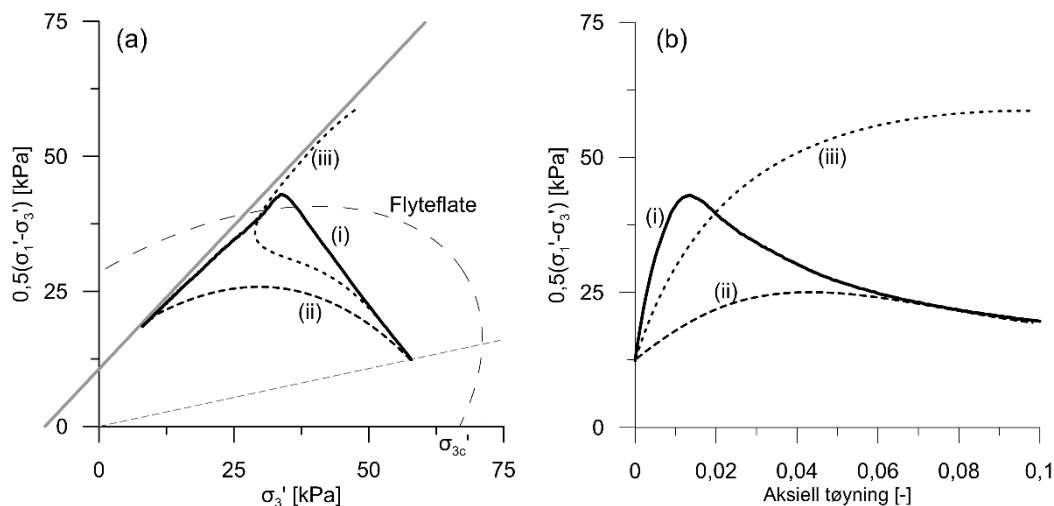 (a)
75
50
25
0
0,5(σ₁'-σ₃') [kPa]
(iii)
Flyteflate
(i)
(ii)
σ₃c'
0
25
50
75
σ₃' [kPa]
(b)
75
50
25
0
0,5(σ₁'-σ₃') [kPa]
(iii)
(i)
(ii)
0
0,02
0,04
0,06
0,08
0,1
Aksiell tøyning [-]